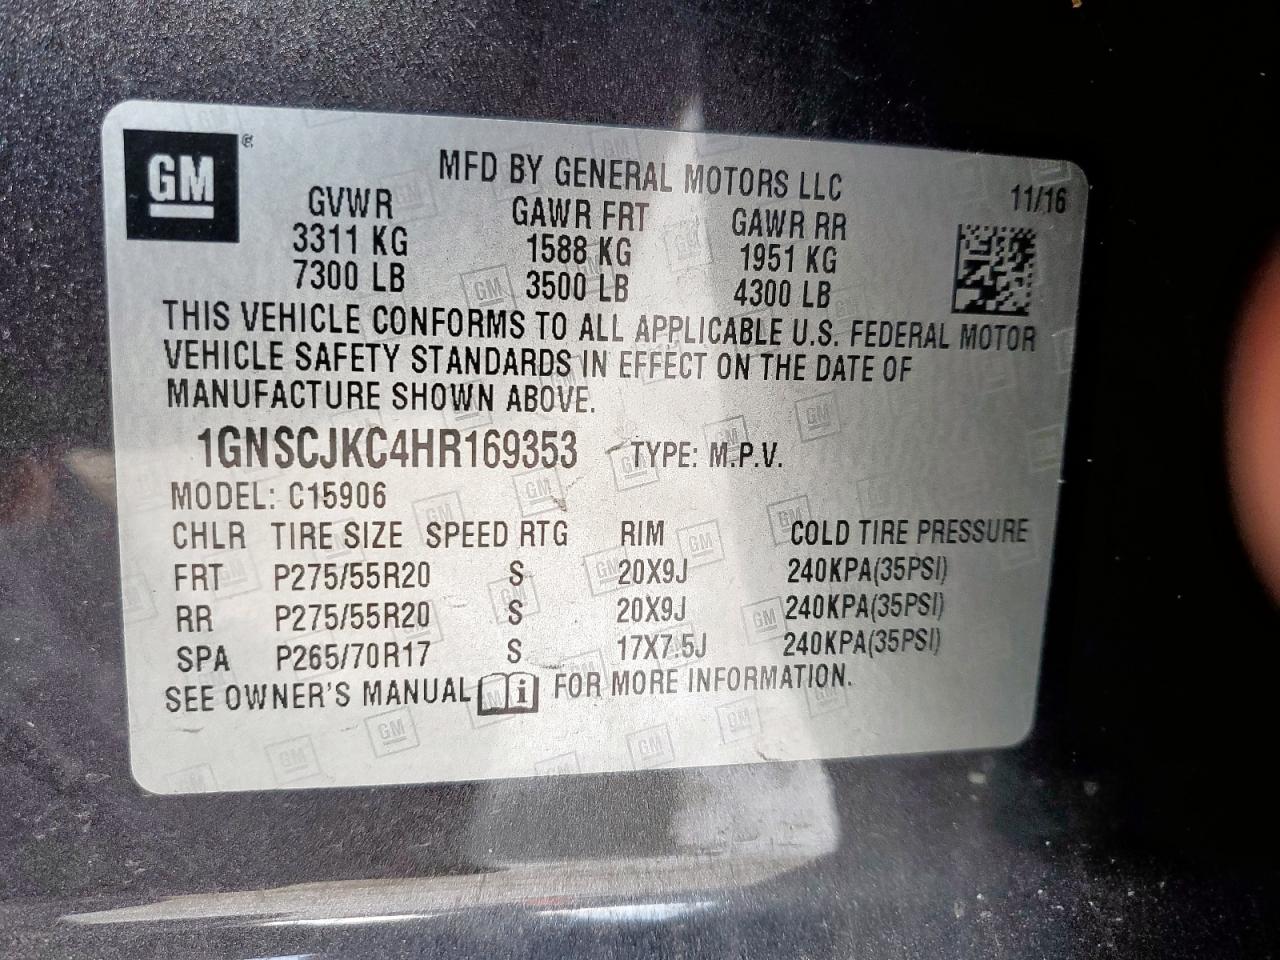 GM
MFD BY GENERAL MOTORS LLC 11/16
GVWR GAWR FRT GAWR RR
3311 KG 1588 KG 1951 KG
7300 LB 3500 LB 4300 LB
THIS VEHICLE CONFORMS TO ALL APPLICABLE U.S. FEDERAL MOTOR
VEHICLE SAFETY STANDARDS IN EFFECT ON THE DATE OF
MANUFACTURE SHOWN ABOVE.
1GNSCJKC4HR169353 TYPE: M.P.V.
MODEL: C15906
CHLR TIRE SIZE SPEED RTG RIM COLD TIRE PRESSURE
FRT P275/55R20 S 20X9J 240KPA(35PSI)
RR P275/55R20 S 20X9J 240KPA(35PSI)
SPA P265/70R17 S 17X7.5J 240KPA(35PSI)
SEE OWNER'S MANUAL i FOR MORE INFORMATION.